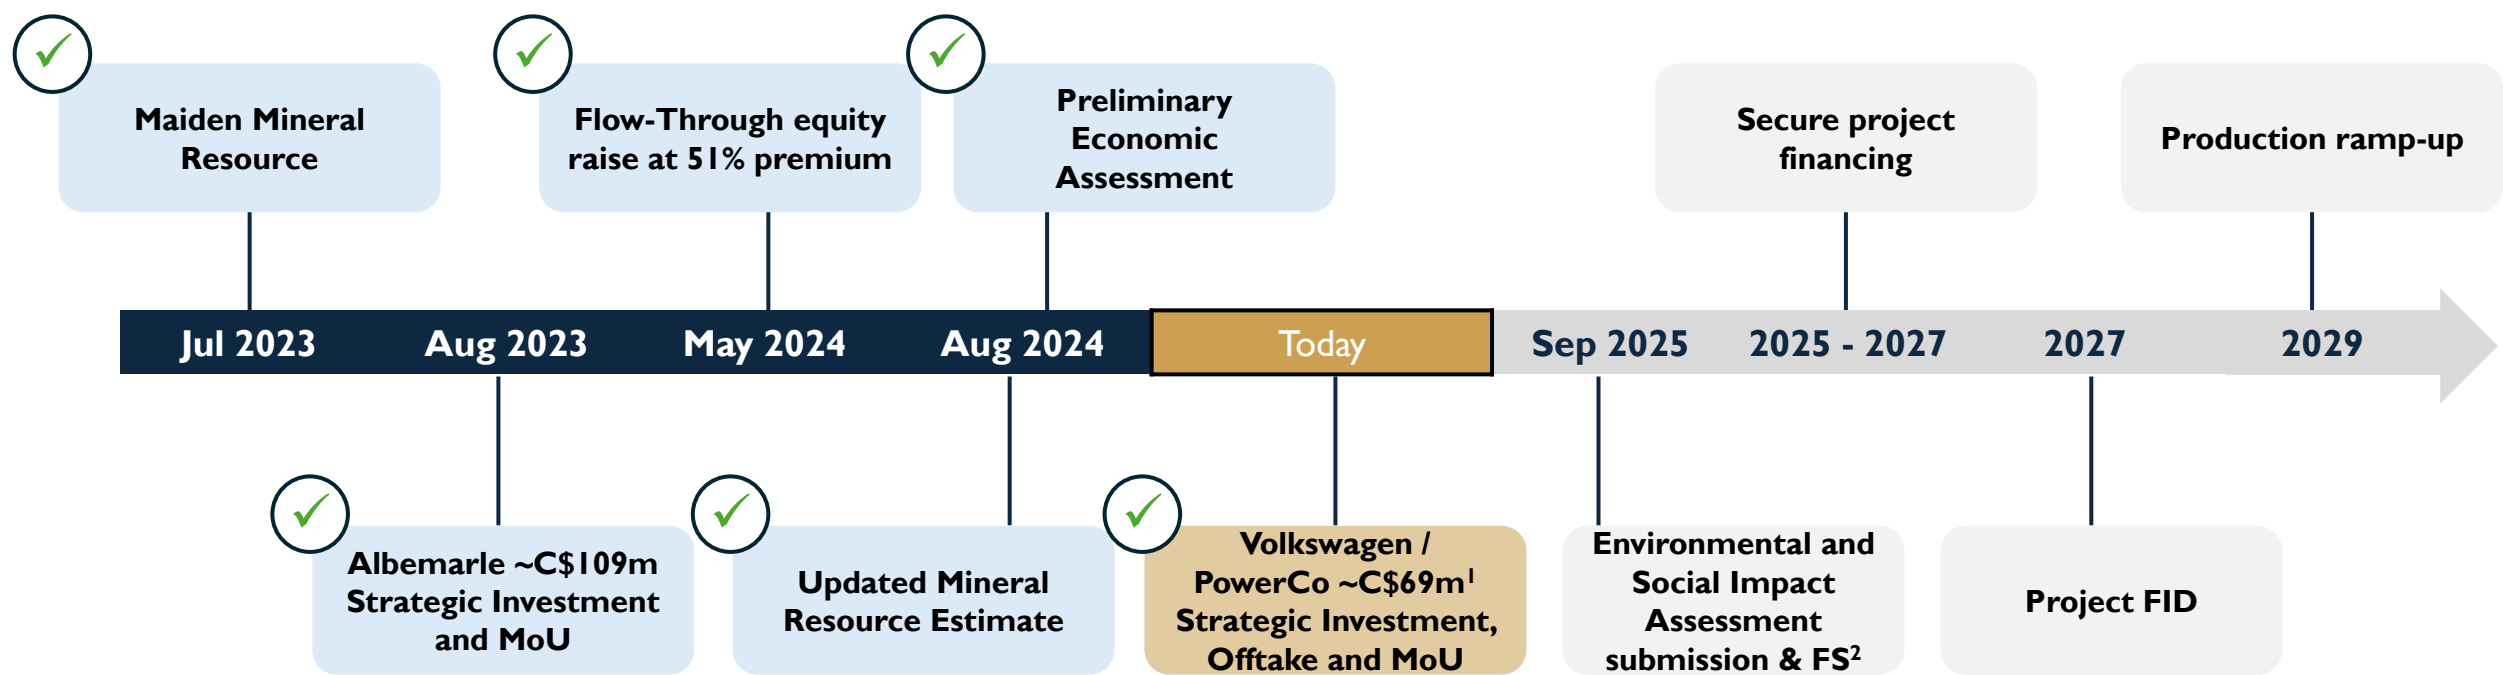 Maiden Mineral
Resource
Flow-Through equity
raise at 51% premium
Preliminary
Economic
Assessment
Secure project
financing
Production ramp-up
Jul 2023
Aug 2023
May 2024
Aug 2024
Today
Sep 2025
2025 - 2027
2027
2029
Albemarle ~C$109m
Strategic Investment
and MoU
Updated Mineral
Resource Estimate
Volkswagen /
PowerCo ~C$69m¹
Strategic Investment,
Offtake and MoU
Environmental and
Social Impact
Assessment
submission & FS²
Project FID